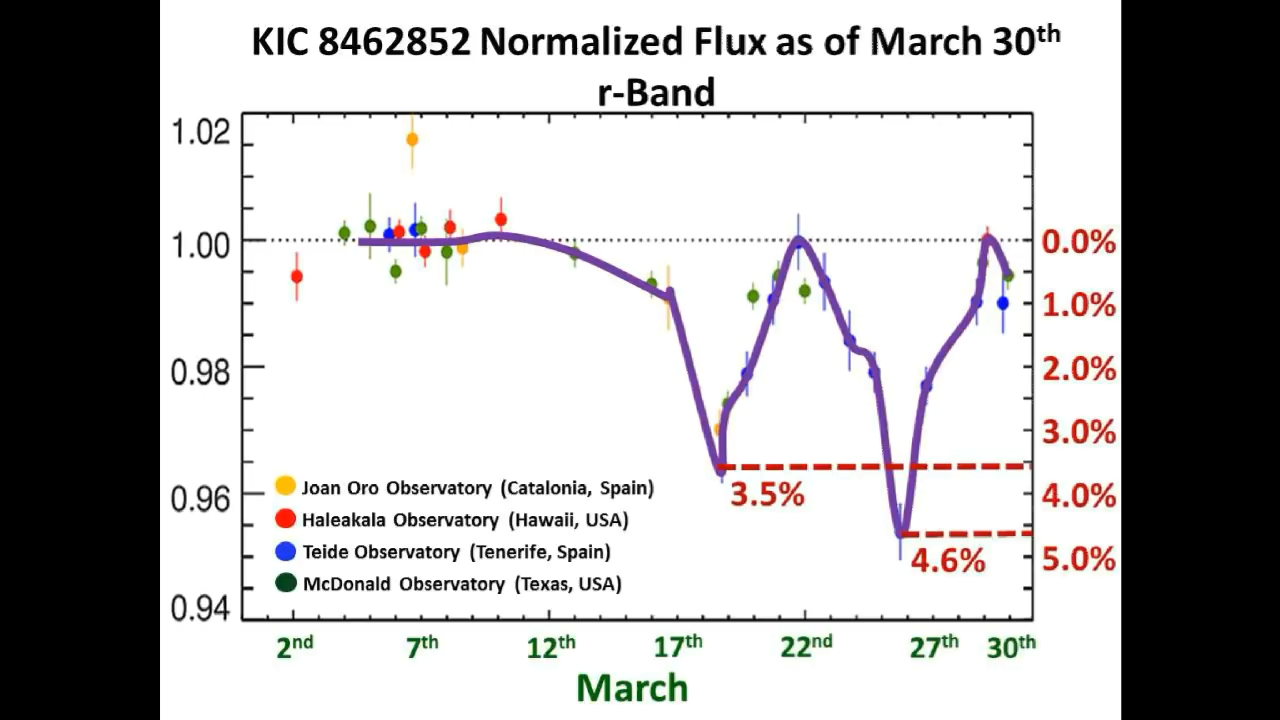 KIC 8462852 Normalized Flux as of March 30th
r-Band
1.02
1.00
0.98
0.96
0.94
0.0%
1.0%
2.0%
3.0%
4.0%
5.0%
3.5%
4.6%
Joan Oro Observatory (Catalonia, Spain)
Haleakala Observatory (Hawaii, USA)
Teide Observatory (Tenerife, Spain)
McDonald Observatory (Texas, USA)
2nd 7th 12th 17th 22nd 27th 30th
March